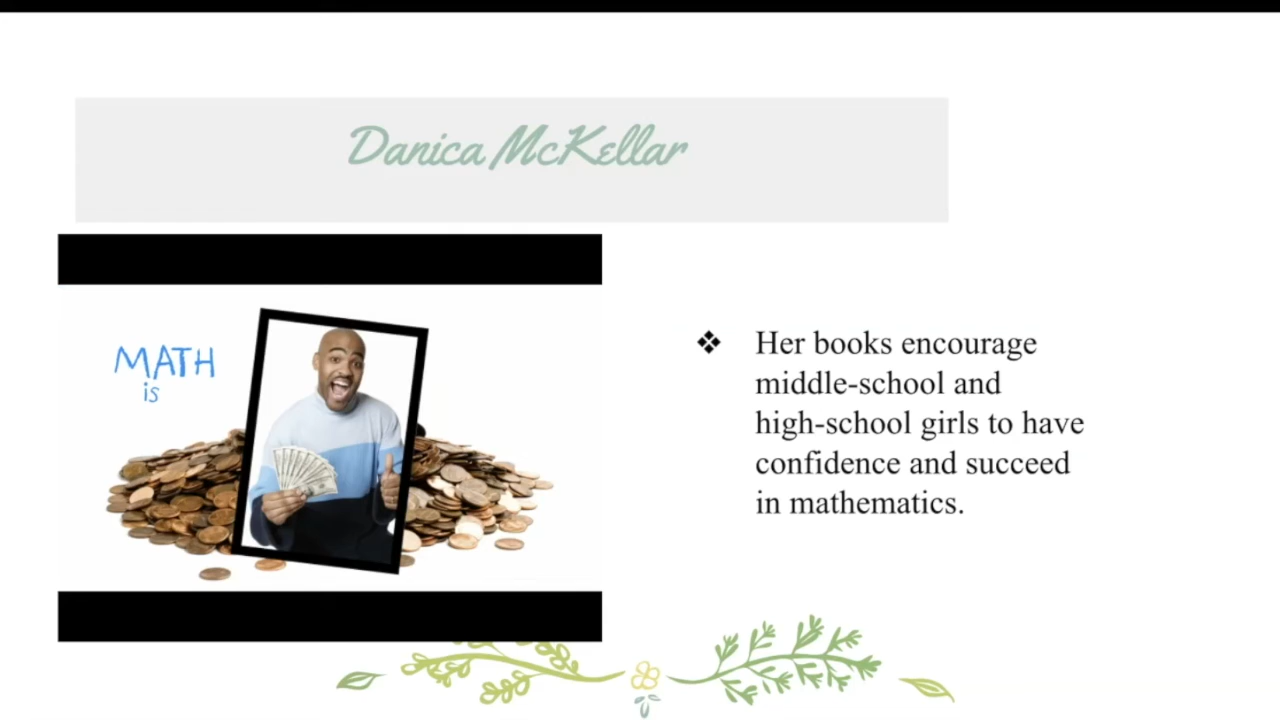 Danica McKellar
MATH
is
❖ Her books encourage
middle-school and
high-school girls to have
confidence and succeed
in mathematics.